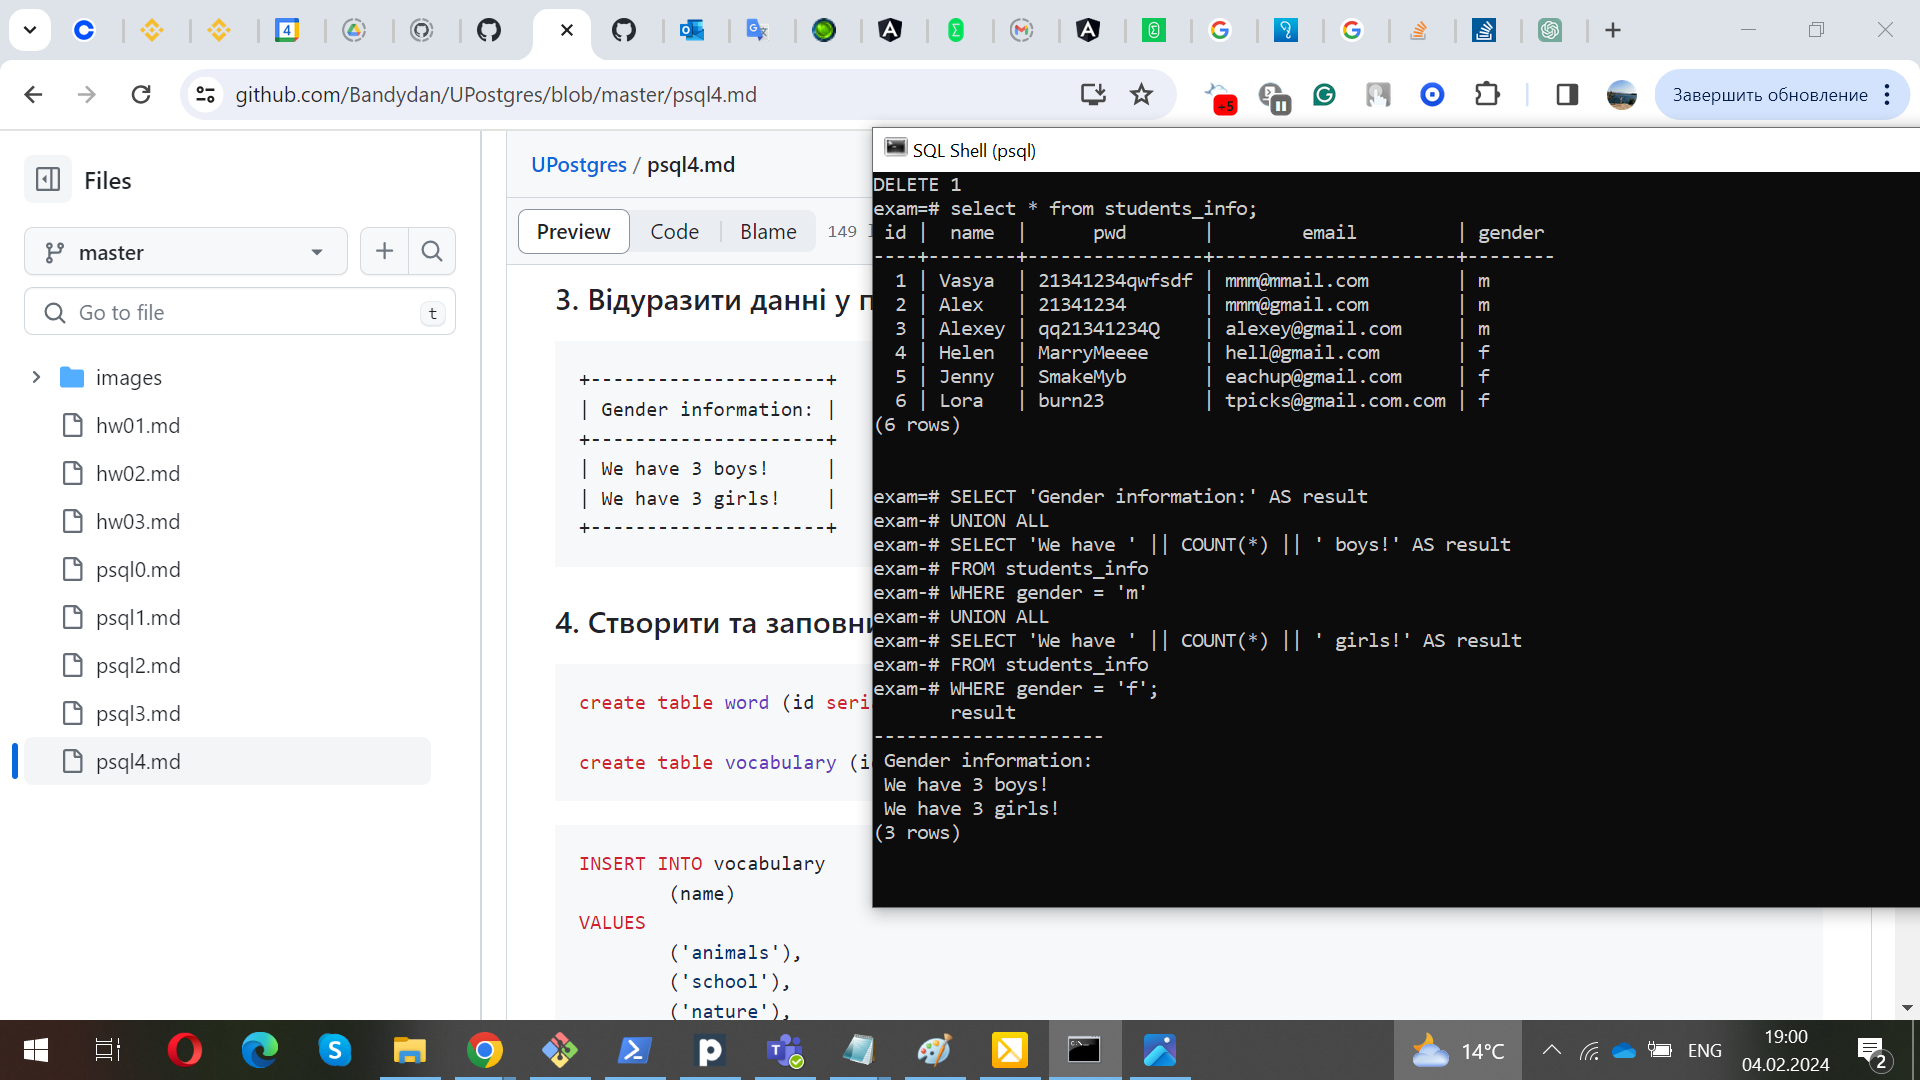 4
github.com/Bandydan/UPostgres/blob/master/psql4.md
+5
Завершить обновление
Files
master
Go to file
t
images
hw01.md
hw02.md
hw03.md
psql0.md
psql1.md
psql2.md
psql3.md
psql4.md
UPostgres / psql4.md
Preview
Code
Blame
149
3. Відуразити данні у п
+----------------------+
| Gender information: |
+----------------------+
| We have 3 boys! |
| We have 3 girls! |
+----------------------+
4. Створити та заповни
create table word (id seri
create table vocabulary (i
INSERT INTO vocabulary
(name)
VALUES
('animals'),
('school'),
('nature'),
SQL Shell (psql)
DELETE 1
exam=# select * from students_info;
id | name | pwd | email | gender
----+--------+---------------+----------------------+--------
1 | Vasya | 21341234qwfsdf | mmm@mmail.com | m
2 | Alex | 21341234 | mmm@gmail.com | m
3 | Alexey | qq21341234Q | alexey@gmail.com | m
4 | Helen | MarryMeeee | hell@gmail.com | f
5 | Jenny | SmakeMyb | eachup@gmail.com | f
6 | Lora | burn23 | tpicks@gmail.com.com | f
(6 rows)
exam=# SELECT 'Gender information:' AS result
exam-# UNION ALL
exam-# SELECT 'We have ' || COUNT(*) || ' boys!' AS result
exam-# FROM students_info
exam-# WHERE gender = 'm'
exam-# UNION ALL
exam-# SELECT 'We have ' || COUNT(*) || ' girls!' AS result
exam-# FROM students_info
exam-# WHERE gender = 'f';
result
---------------------
Gender information:
We have 3 boys!
We have 3 girls!
(3 rows)
14°C
ENG
19:00
04.02.2024
2